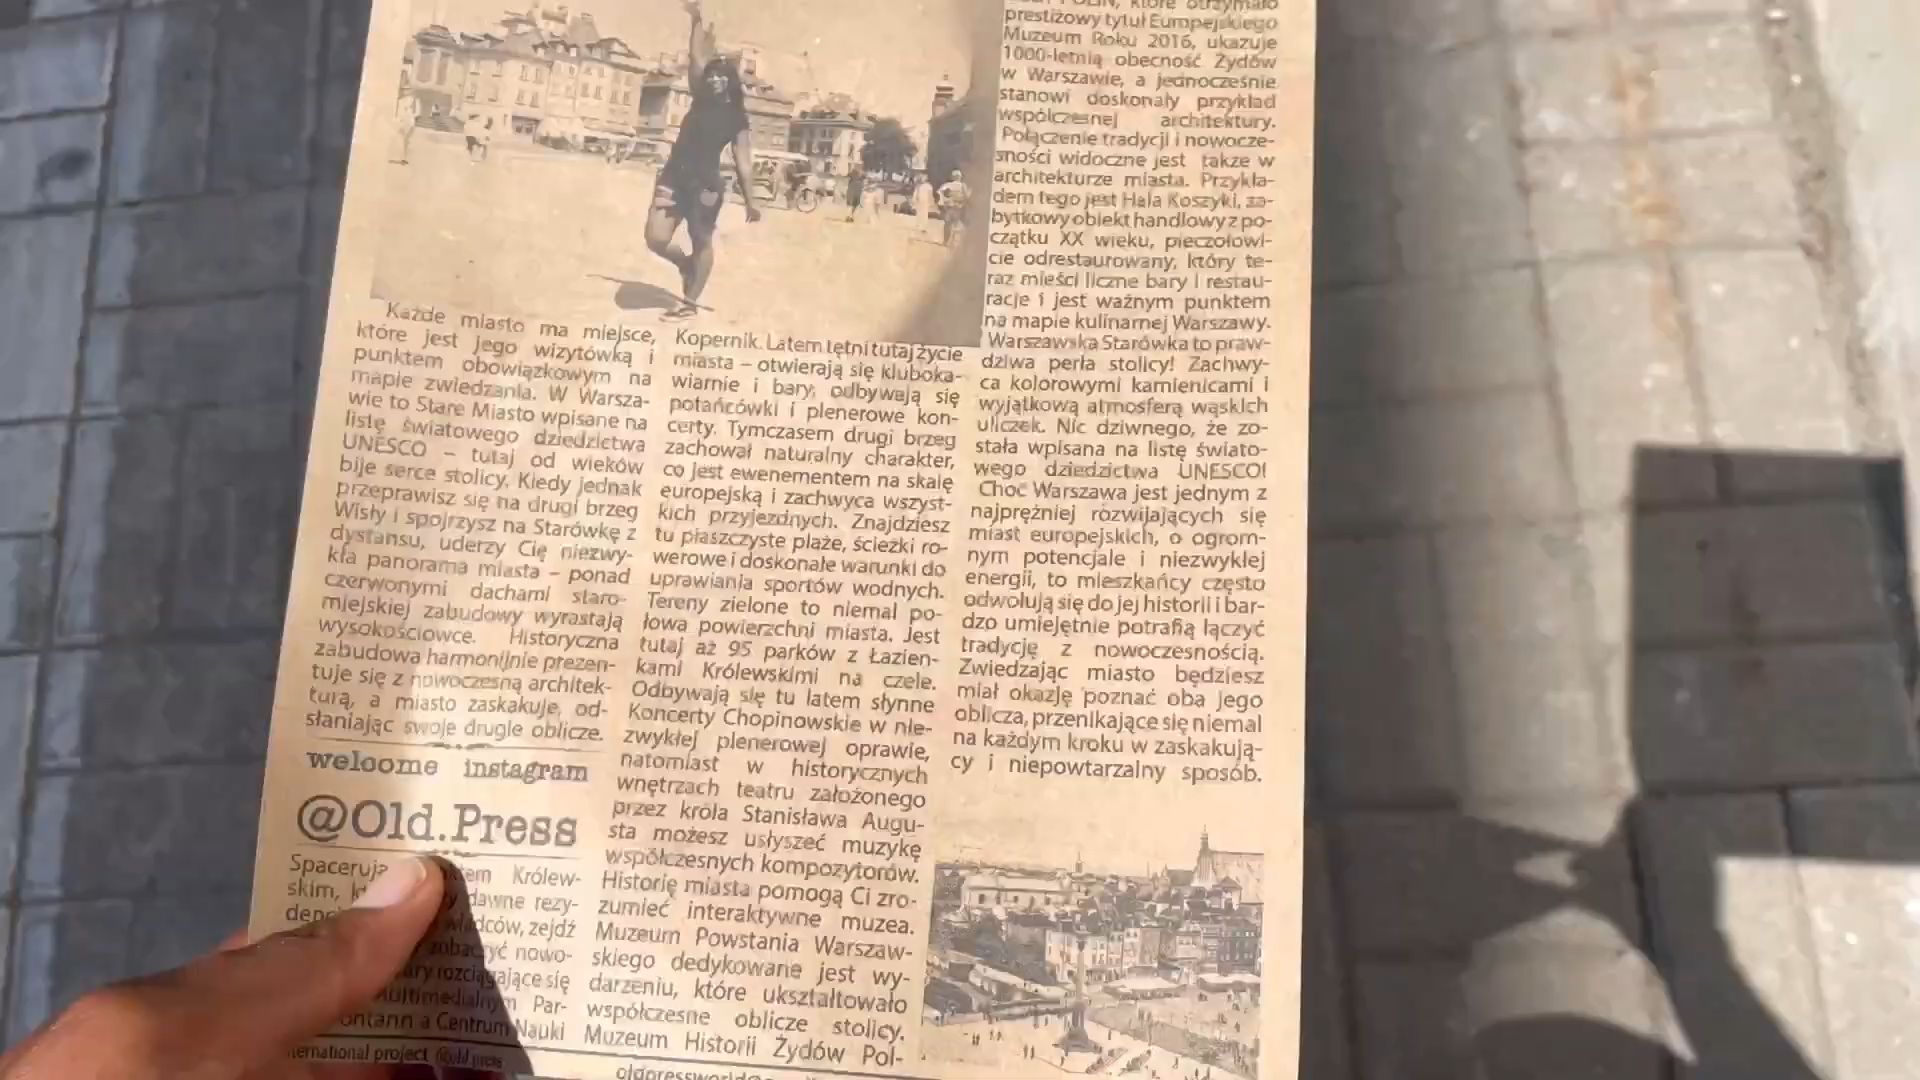 Każde miasto ma miejsce,
które jest jego wizytówką i
punktem obowiązkowym na
mapie zwiedzania. W Warsza-
wie to Stare Miasto wpisane na
listę światowego dziedzictwa
UNESCO – tutaj od wieków
bije serce stolicy. Kiedy jednak
przeprawisz się na drugi brzeg
Wisły i spojrzysz na Starówkę z
dystansu, uderzy Cię niezwy-
kła panorama miasta – ponad
czerwonymi dachami staro-
miejskiej zabudowy wyrastają
wysokościowce. Historyczna
zabudowa harmonijnie prezen-
tuje się z nowoczesną architek-
turą, a miasto zaskakuje, od-
słaniając swoje drugie oblicze.
welcome instagram
@Old.Press
Spacerują Królew-
skim, dawne rezy-
zejdź
zobaczyć nowo-
rozciągające się
Multimedialnym Par-
Fontann a Centrum Nauki
Kopernik. Latem tętni tutaj życie
miasta – otwierają się kluboka-
wiarnie i bary, odbywają się
potańcówki i plenerowe kon-
certy. Tymczasem drugi brzeg
zachował naturalny charakter,
co jest ewenementem na skalę
europejską i zachwyca wszyst-
kich przyjezdnych. Znajdziesz
tu piaszczyste plaże, ścieżki ro-
werowe i doskonałe warunki do
uprawiania sportów wodnych.
Tereny zielone to niemal po-
łowa powierzchni miasta. Jest
tutaj aż 95 parków z Łazien-
kami Królewskimi na czele.
Odbywają się tu latem słynne
Koncerty Chopinowskie w nie-
zwykłej plenerowej oprawie,
natomiast w historycznych
wnętrzach teatru założonego
przez króla Stanisława Augu-
sta możesz usłyszeć muzykę
współczesnych kompozytorów.
Historię miasta pomogą Ci zro-
zumieć interaktywne muzea.
Muzeum Powstania Warszaw-
skiego dedykowane jest wy-
darzeniu, które ukształtowało
współczesne oblicze stolicy.
Muzeum Historii Żydów Pol-
POLIN, które otrzymało
prestiżowy tytuł Europejskiego
Muzeum Roku 2016, ukazuje
1000-letnią obecność Żydów
w Warszawie, a jednocześnie
stanowi doskonały przykład
współczesnej architektury.
Połączenie tradycji i nowocze-
sności widoczne jest także w
architekturze miasta. Przykła-
dem tego jest Hala Koszyki, za-
bytkowy obiekt handlowy z po-
czątku XX wieku, pieczołowi-
cie odrestaurowany, który te-
raz mieści liczne bary i restau-
racje i jest ważnym punktem
na mapie kulinarnej Warszawy.
Warszawska Starówka to praw-
dziwa perła stolicy! Zachwy-
ca kolorowymi kamienicami i
wyjątkową atmosferą wąskich
uliczek. Nic dziwnego, że zo-
stała wpisana na listę świato-
wego dziedzictwa UNESCO!
Choć Warszawa jest jednym z
najprężniej rozwijających się
miast europejskich, o ogrom-
nym potencjale i niezwykłej
energii, to mieszkańcy często
odwołują się do jej historii i bar-
dzo umiejętnie potrafią łączyć
tradycję z nowoczesnością.
Zwiedzając miasto będziesz
miał okazję poznać oba jego
oblicza, przenikające się niemal
na każdym kroku w zaskakują-
cy i niepowtarzalny sposób.
international project @old.press